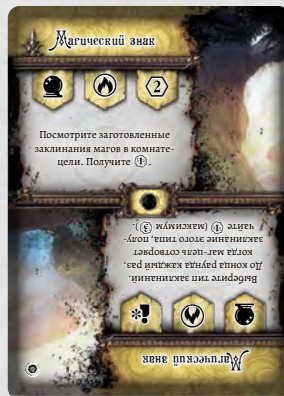 Магический знак
2
Посмотрите заготовленные
заклинания магов в комнате-
цели. Получите ①.
Магический знак
Выберите тип заклинаний.
До конца раунда каждый раз,
когда маг-цель сотворяет
заклинание этого типа, полу-
чайте ① (максимум ③).